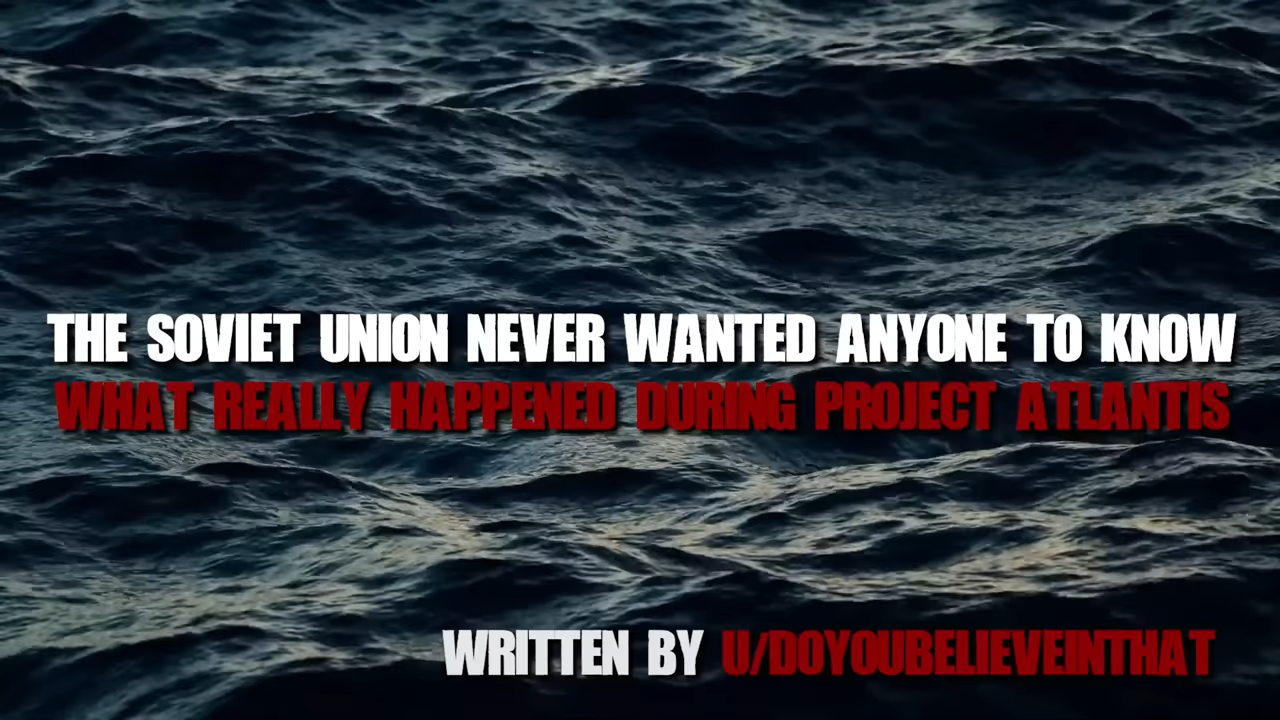 THE SOVIET UNION NEVER WANTED ANYONE TO KNOW
WHAT REALLY HAPPENED DURING PROJECT ATLANTIS
WRITTEN BY U/DOYOUBELIEVEINTHAT